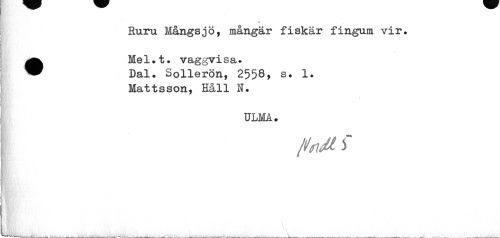 Ruru Mångsjö, mångär fiskär fingum vir.
Mel.t. vaggvisa.
Dal. Sollerön, 2558, s. 1.
Mattsson, Håll N.
ULMA.
Nordl 5